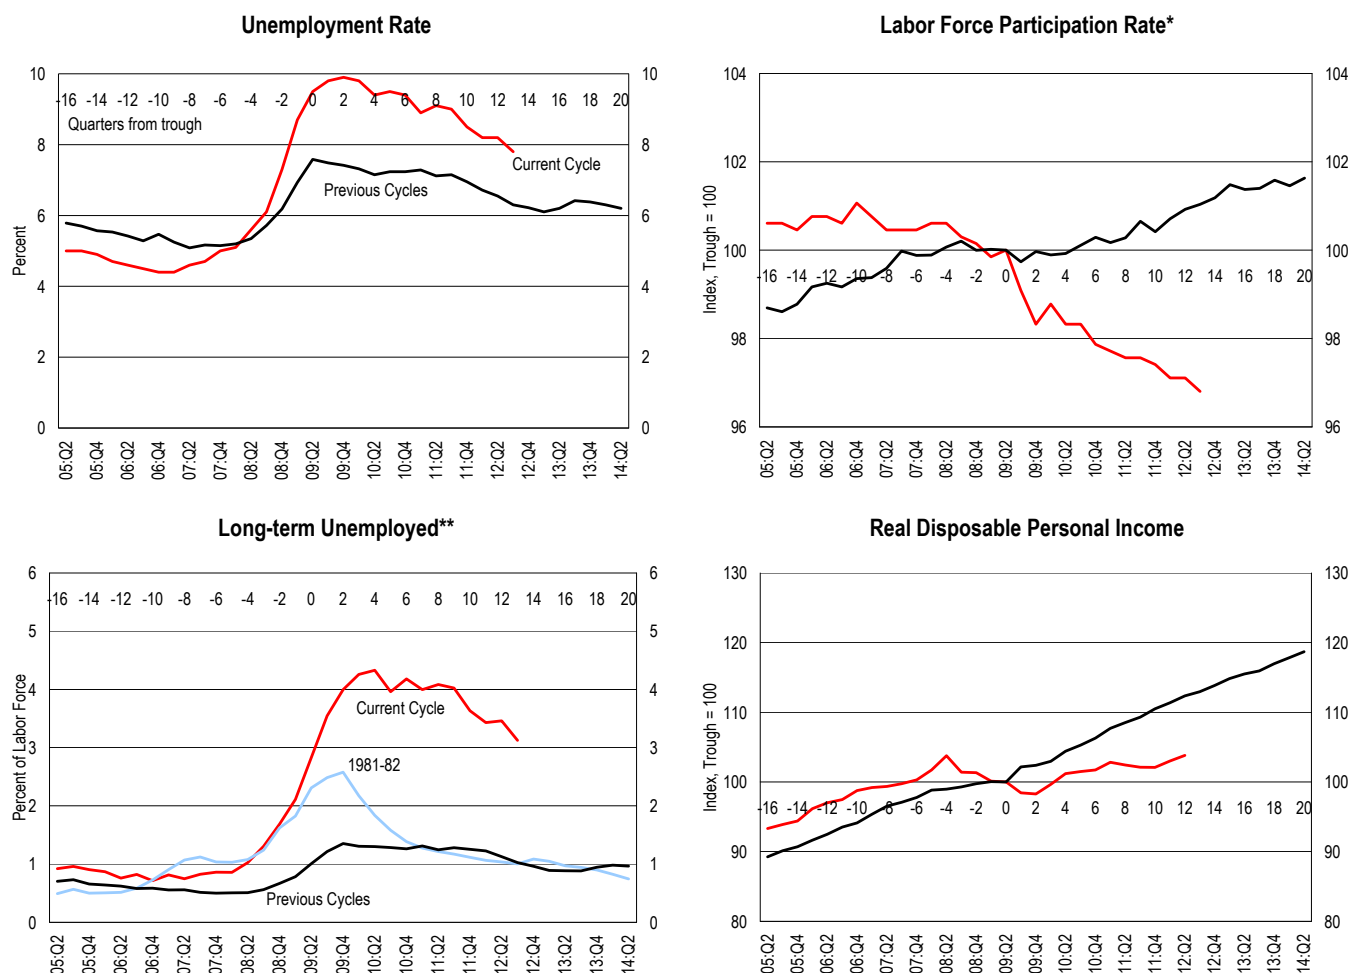 Unemployment Rate
10 10
-16 -14 -12 -10 -8 -6 -4 -2 0 2 4 6 8 10 12 14 16 18 20
Quarters from trough
8 8
Current Cycle
Previous Cycles
6 6
Percent
4 4
2 2
0 0
05:Q2 05:Q4 06:Q2 06:Q4 07:Q2 07:Q4 08:Q2 08:Q4 09:Q2 09:Q4 10:Q2 10:Q4 11:Q2 11:Q4 12:Q2 12:Q4 13:Q2 13:Q4 14:Q2
Labor Force Participation Rate*
104 104
102 102
Index, Trough = 100
100 100
-16 -14 -12 -10 -8 -6 -4 -2 0 2 4 6 8 10 12 14 16 18 20
98 98
96 96
05:Q2 05:Q4 06:Q2 06:Q4 07:Q2 07:Q4 08:Q2 08:Q4 09:Q2 09:Q4 10:Q2 10:Q4 11:Q2 11:Q4 12:Q2 12:Q4 13:Q2 13:Q4 14:Q2
Long-term Unemployed**
6 6
-16 -14 -12 -10 -8 -6 -4 -2 0 2 4 6 8 10 12 14 16 18 20
5 5
4 4
Current Cycle
Percent of Labor Force
3 3
1981-82
2 2
1 1
Previous Cycles
0 0
05:Q2 05:Q4 06:Q2 06:Q4 07:Q2 07:Q4 08:Q2 08:Q4 09:Q2 09:Q4 10:Q2 10:Q4 11:Q2 11:Q4 12:Q2 12:Q4 13:Q2 13:Q4 14:Q2
Real Disposable Personal Income
130 130
120 120
110 110
Index, Trough = 100
100 100
-16 -14 -12 -10 -8 -6 -4 -2 0 2 4 6 8 10 12 14 16 18 20
90 90
80 80
05:Q2 05:Q4 06:Q2 06:Q4 07:Q2 07:Q4 08:Q2 08:Q4 09:Q2 09:Q4 10:Q2 10:Q4 11:Q2 11:Q4 12:Q2 12:Q4 13:Q2 13:Q4 14:Q2